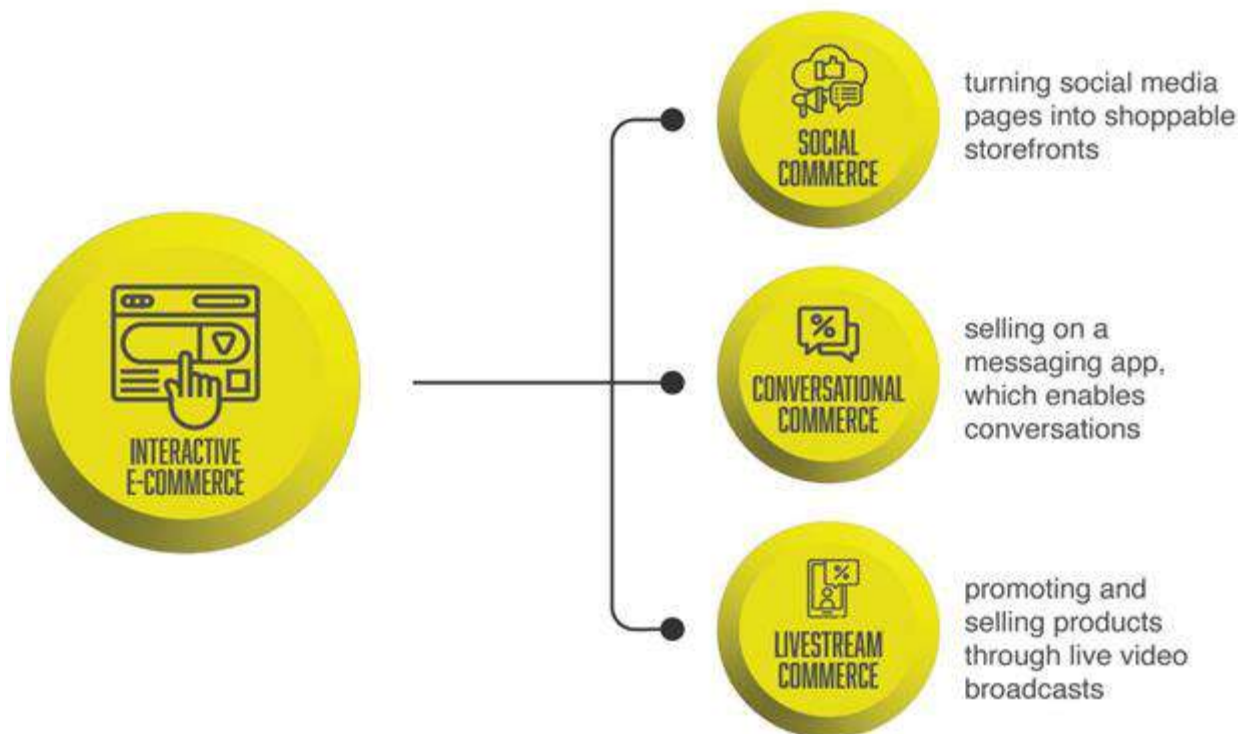 INTERACTIVE
E-COMMERCE
SOCIAL
COMMERCE
turning social media
pages into shoppable
storefronts
%
CONVERSATIONAL
COMMERCE
selling on a
messaging app,
which enables
conversations
%
LIVESTREAM
COMMERCE
promoting and
selling products
through live video
broadcasts